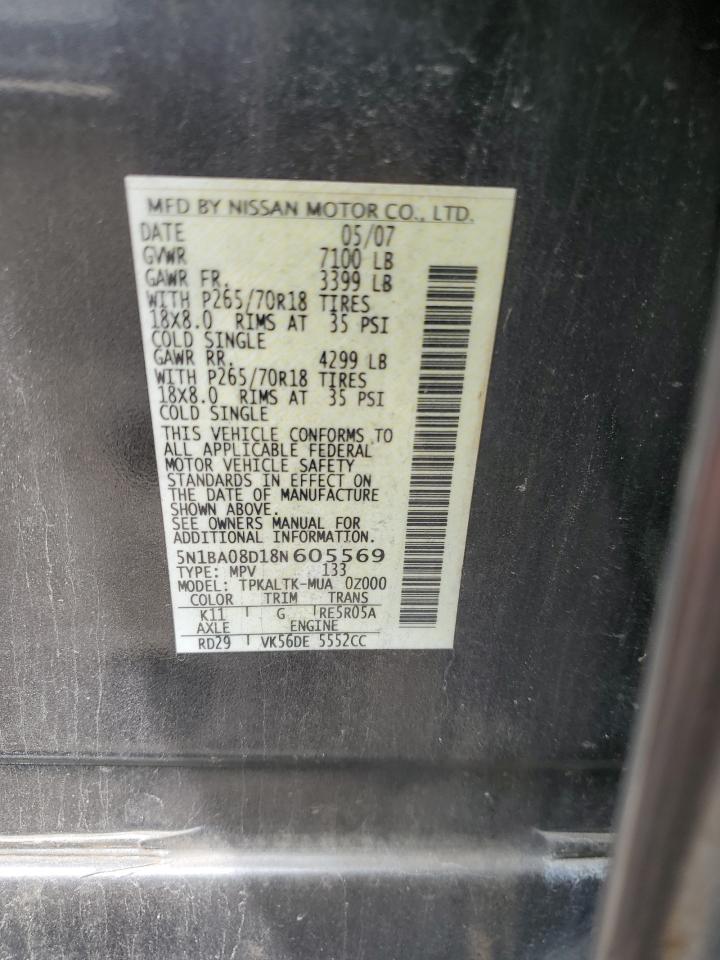 MFD BY NISSAN MOTOR CO., LTD.
DATE 05/07
GVWR 7100 LB
GAWR FR. 3399 LB
WITH P265/70R18 TIRES
18X8.0 RIMS AT 35 PSI
COLD SINGLE
GAWR RR. 4299 LB
WITH P265/70R18 TIRES
18X8.0 RIMS AT 35 PSI
COLD SINGLE
THIS VEHICLE CONFORMS TO
ALL APPLICABLE FEDERAL
MOTOR VEHICLE SAFETY
STANDARDS IN EFFECT ON
THE DATE OF MANUFACTURE
SHOWN ABOVE.
SEE OWNERS MANUAL FOR
ADDITIONAL INFORMATION.
5N1BA08D18N605569
TYPE: MPV 133
MODEL: TPKALTK-MUA 0Z000
COLOR TRIM TRANS
K11 G RE5R05A
AXLE ENGINE
RD29 VK56DE 5552CC